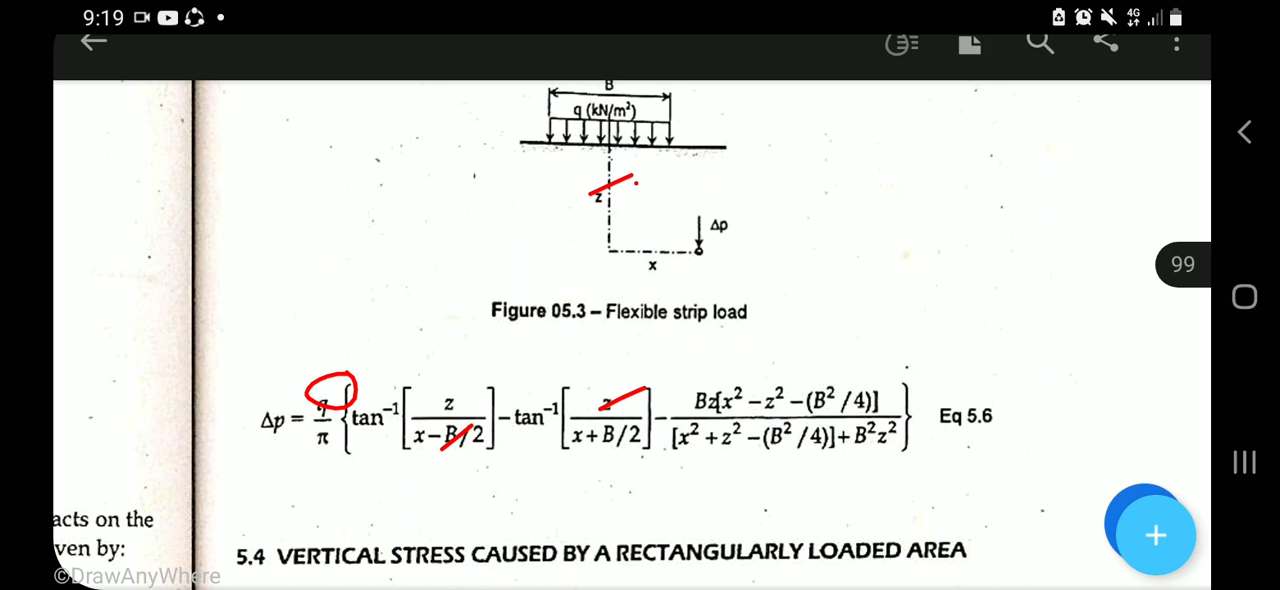 9:19
4G
B
q (kN/m²)
z
Δp
x
99
Figure 05.3 – Flexible strip load
Δp = q/π {tan⁻¹[z/(x−B/2)] − tan⁻¹[z/(x+B/2)] − Bz[x² −z² −(B² /4)]/[x² +z² −(B² /4)]+B²z²} Eq 5.6
acts on the
ven by:
5.4 VERTICAL STRESS CAUSED BY A RECTANGULARLY LOADED AREA
©DrawAnyWhere